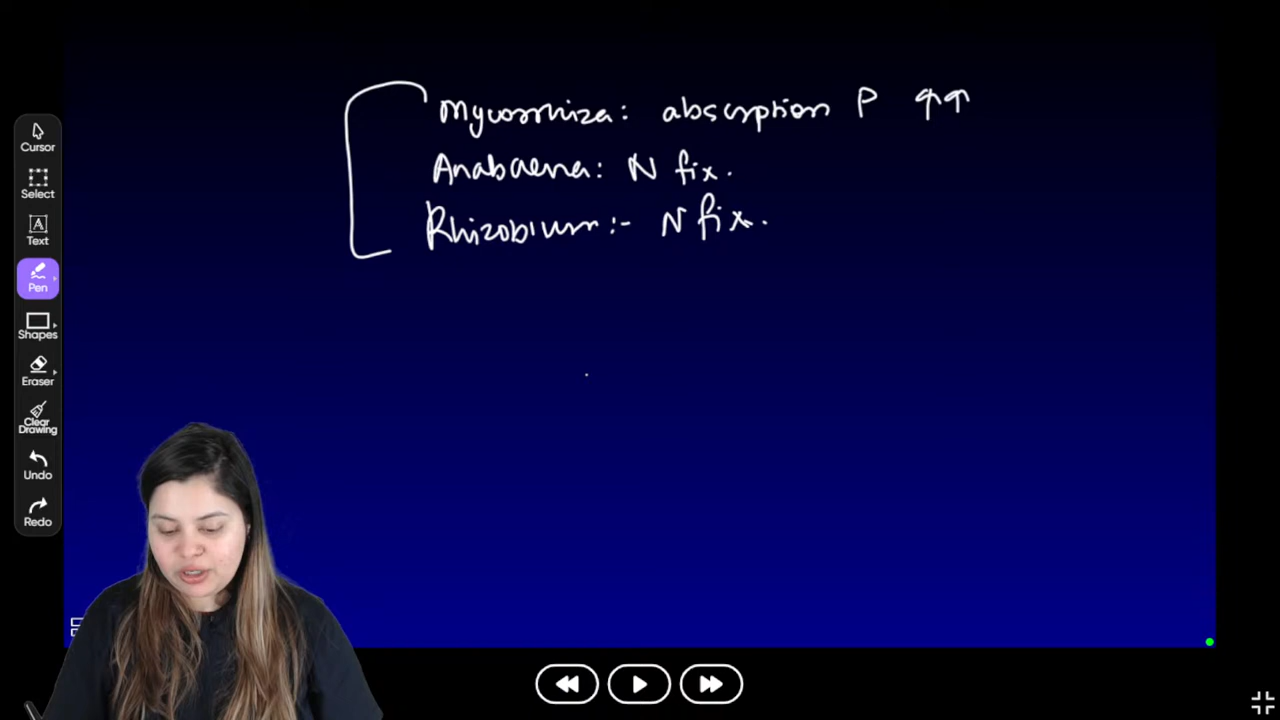 Mycorrhiza: absorption P ↑↑
Anabaena: N fix.
Rhizobium:- N fix.
Cursor
Select
Text
Pen
Shapes
Eraser
Clear
Drawing
Undo
Redo